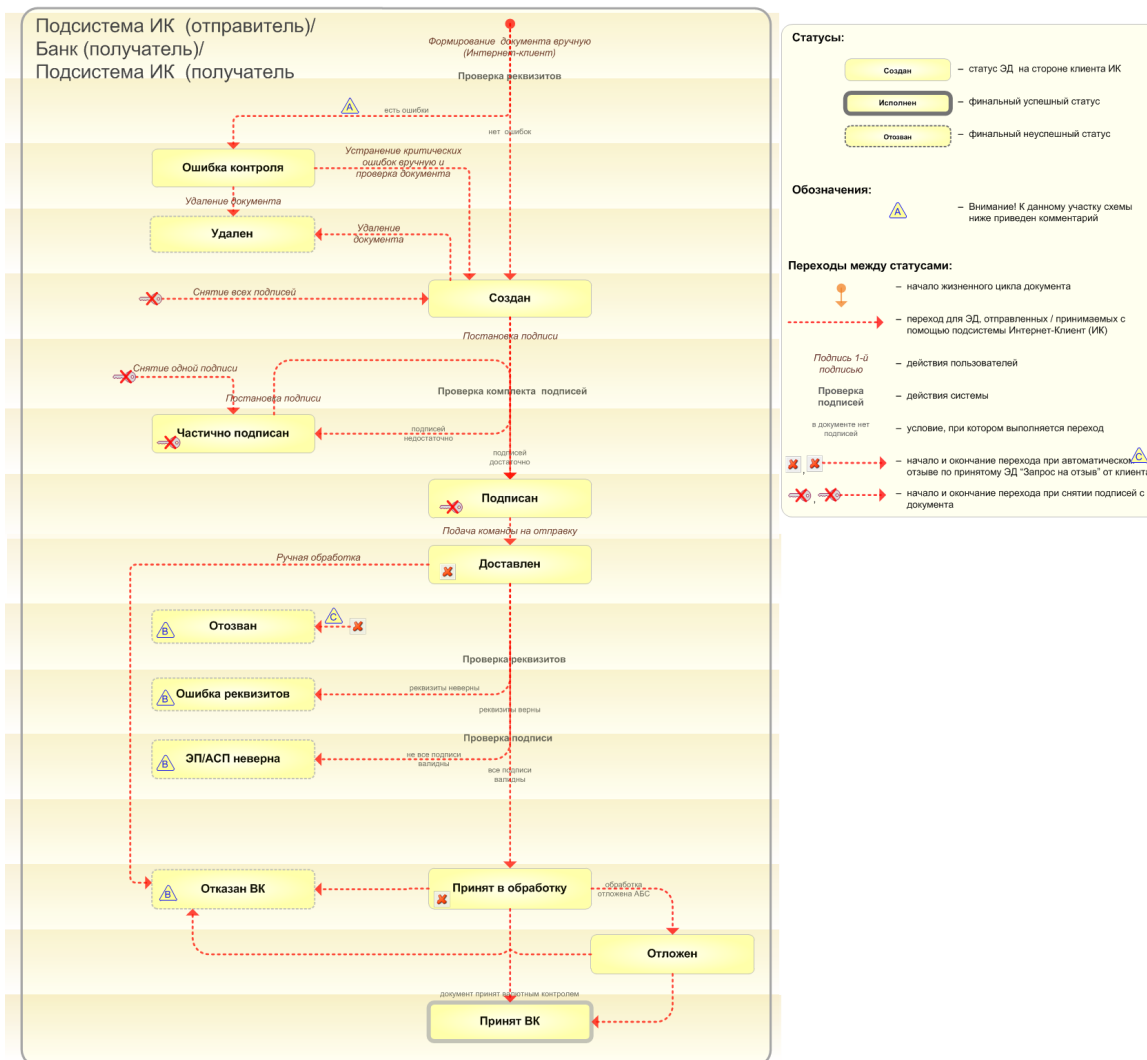 Подсистема ИК (отправитель)/
Банк (получатель)/
Подсистема ИК (получатель
Формирование документа вручную
(Интернет-клиент)
Проверка реквизитов
A
есть ошибки
нет ошибок
Ошибка контроля
Устранение критических
ошибок вручную и
проверка документа
Удаление документа
Удален
Удаление
документа
Снятие всех подписей
Создан
Постановка подписи
Снятие одной подписи
Постановка подписи
Проверка комплекта подписей
Частично подписан
подписей
недостаточно
подписей
достаточно
Подписан
Подача команды на отправку
Ручная обработка
Доставлен
B
Отозван
C
Проверка реквизитов
B
Ошибка реквизитов
реквизиты неверны
реквизиты верны
Проверка подписи
B
ЭП/АСП неверна
не все подписи
валидны
все подписи
валидны
B
Отказан ВК
Принят в обработку
обработка
отложена АБС
Отложен
документ принят валютным контролем
Принят ВК
Статусы:
Создан
– статус ЭД на стороне клиента ИК
Исполнен
– финальный успешный статус
Отозван
– финальный неуспешный статус
Обозначения:
A
– Внимание! К данному участку схемы
ниже приведен комментарий
Переходы между статусами:
– начало жизненного цикла документа
– переход для ЭД, отправленных / принимаемых с
помощью подсистемы Интернет-Клиент (ИК)
Подпись 1-й
подписью
– действия пользователей
Проверка
подписей
– действия системы
в документе нет
подписей
– условие, при котором выполняется переход
,
– начало и окончание перехода при автоматическом
C
отзыве по принятому ЭД "Запрос на отзыв" от клиента
,
– начало и окончание перехода при снятии подписей с
документа